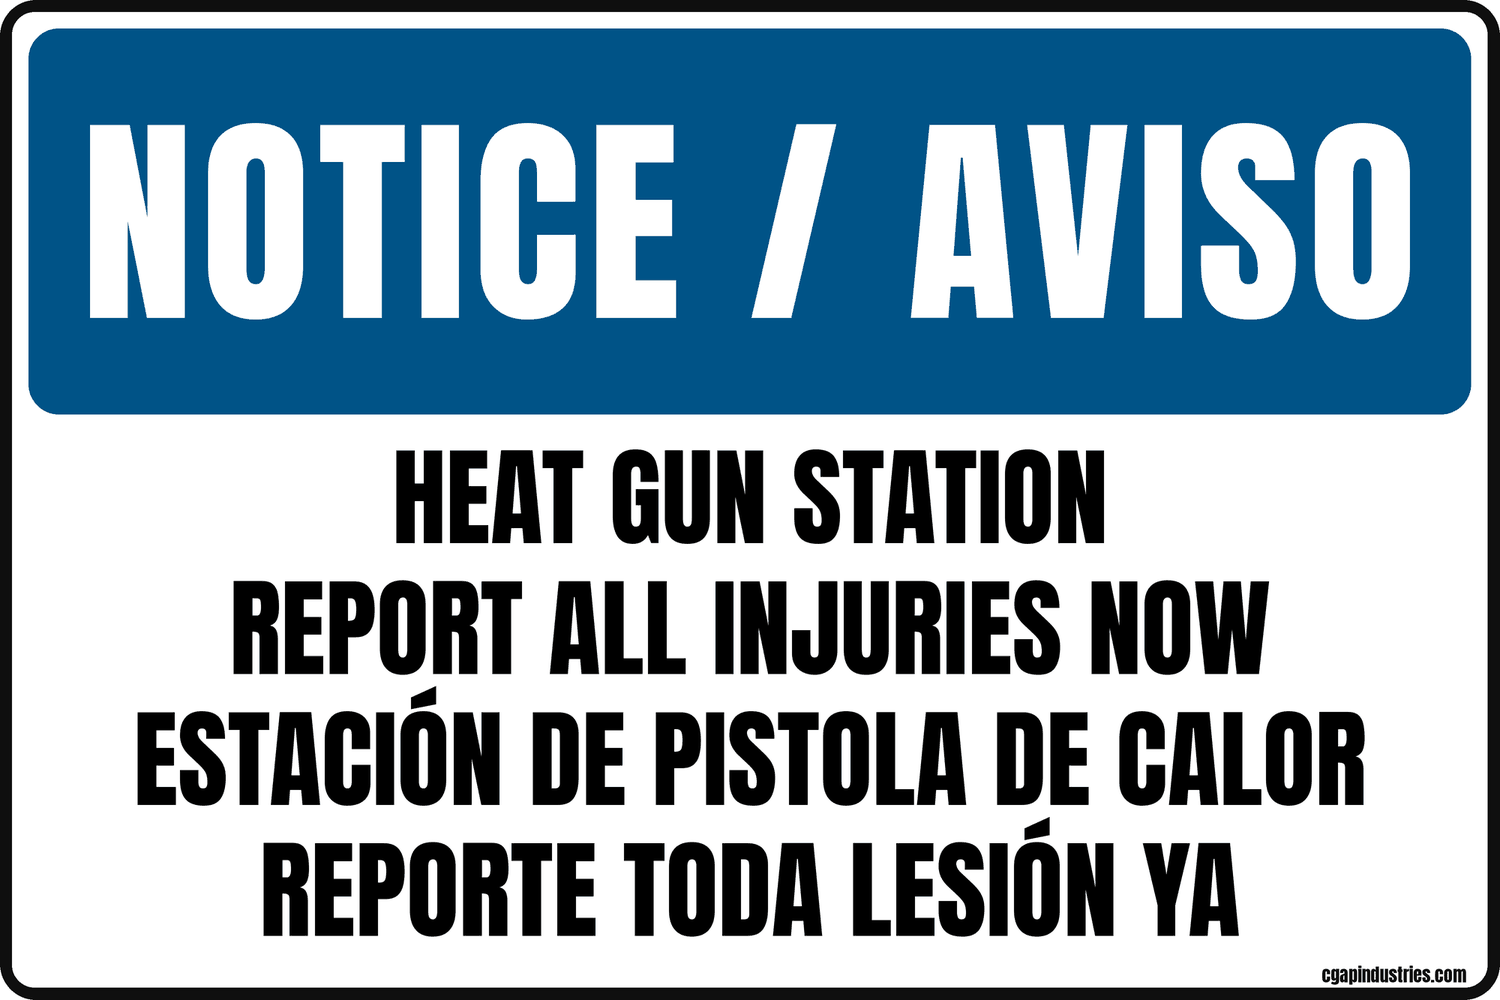 NOTICE / AVISO
HEAT GUN STATION
REPORT ALL INJURIES NOW
ESTACIÓN DE PISTOLA DE CALOR
REPORTE TODA LESIÓN YA
cgapindustries.com